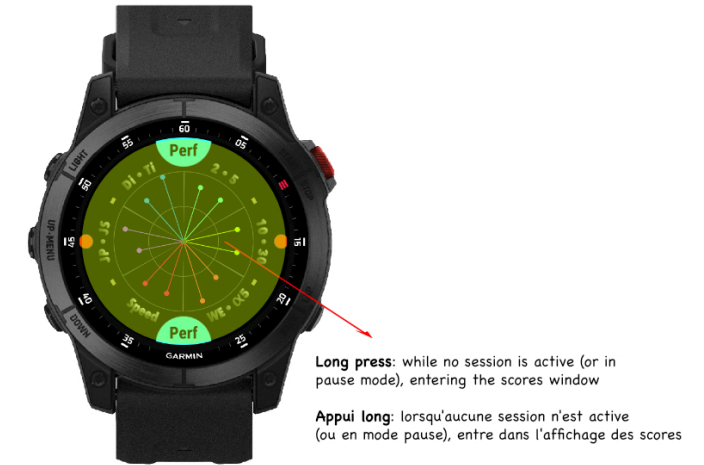 60
55
05
LIGHT
50
Perf
Di • Ti
2 • 5
JP • JS
10 • 30
UP·MENU
45
15
Speed
WE • α5
40
20
DOWN
Perf
35
25
GARMIN
Long press: while no session is active (or in
pause mode), entering the scores window
Appui long: lorsqu'aucune session n'est active
(ou en mode pause), entre dans l'affichage des scores